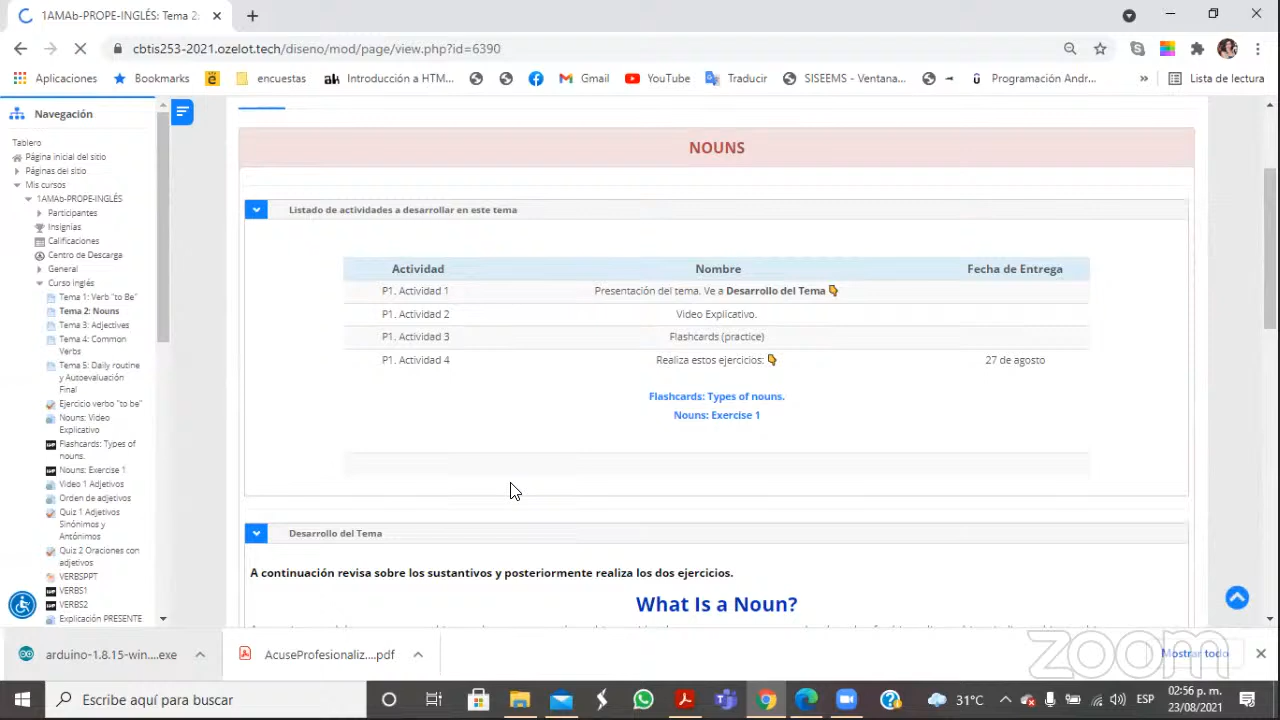 1AMAb-PROPE-INGLÉS: Tema 2:
cbtis253-2021.ozelot.tech/diseno/mod/page/view.php?id=6390
Aplicaciones Bookmarks encuestas Introducción a HTM... Gmail YouTube Traducir SISEEMS - Ventana... Programación Andr... » Lista de lectura
Navegación
Tablero
Página inicial del sitio
Páginas del sitio
Mis cursos
1AMAb-PROPE-INGLÉS
Participantes
Insignias
Calificaciones
Centro de Descarga
General
Curso Inglés
Tema 1: Verb "to Be"
Tema 2: Nouns
Tema 3: Adjectives
Tema 4: Common
Verbs
Tema 5: Daily routine
y Autoevaluación
Final
Ejercicio verbo "to be"
Nouns: Video
Explicativo
Flashcards: Types of
nouns.
Nouns: Exercise 1
Video 1 Adjetivos
Orden de adjetivos
Quiz 1 Adjetivos
Sinónimos y
Antónimos
Quiz 2 Oraciones con
adjetivos
VERBSPPT
VERBS1
VERBS2
Explicación PRESENTE
NOUNS
Listado de actividades a desarrollar en este tema
Actividad Nombre Fecha de Entrega
P1. Actividad 1 Presentación del tema. Ve a Desarrollo del Tema
P1. Actividad 2 Video Explicativo.
P1. Actividad 3 Flashcards (practice)
P1. Actividad 4 Realiza estos ejercicios: 27 de agosto
Flashcards: Types of nouns.
Nouns: Exercise 1
Desarrollo del Tema
A continuación revisa sobre los sustantivos y posteriormente realiza los dos ejercicios.
What Is a Noun?
arduino-1.8.15-win....exe AcuseProfesionaliz....pdf Mostrar todo
zoom
Escribe aquí para buscar 31°C ESP 02:56 p. m.
23/08/2021